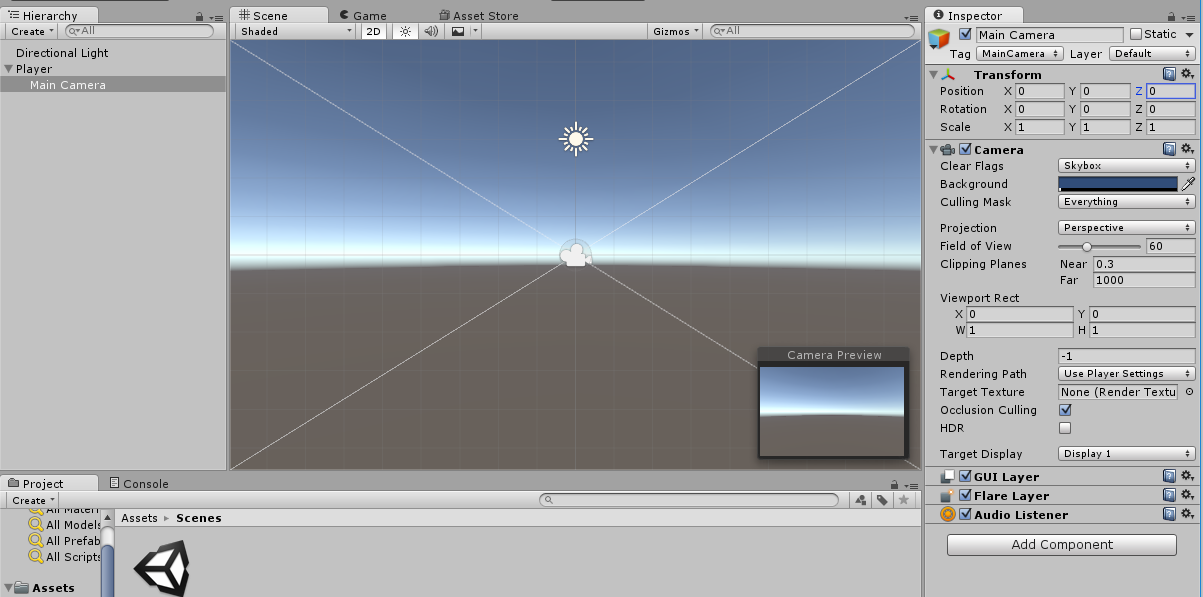 Hierarchy
Create
All
Directional Light
Player
Main Camera
Scene
Game
Asset Store
Shaded
2D
Gizmos
All
Camera Preview
Inspector
Main Camera
Static
Tag
MainCamera
Layer
Default
Transform
Position X 0 Y 0 Z 0
Rotation X 0 Y 0 Z 0
Scale X 1 Y 1 Z 1
Camera
Clear Flags Skybox
Background
Culling Mask Everything
Projection Perspective
Field of View 60
Clipping Planes Near 0.3
Far 1000
Viewport Rect
X 0 Y 0
W 1 H 1
Depth -1
Rendering Path Use Player Settings
Target Texture None (Render Textu
Occlusion Culling
HDR
Target Display Display 1
GUI Layer
Flare Layer
Audio Listener
Add Component
Project
Console
Create
All Materi
All Models
All Prefab
All Scripts
Assets
Assets ▸ Scenes